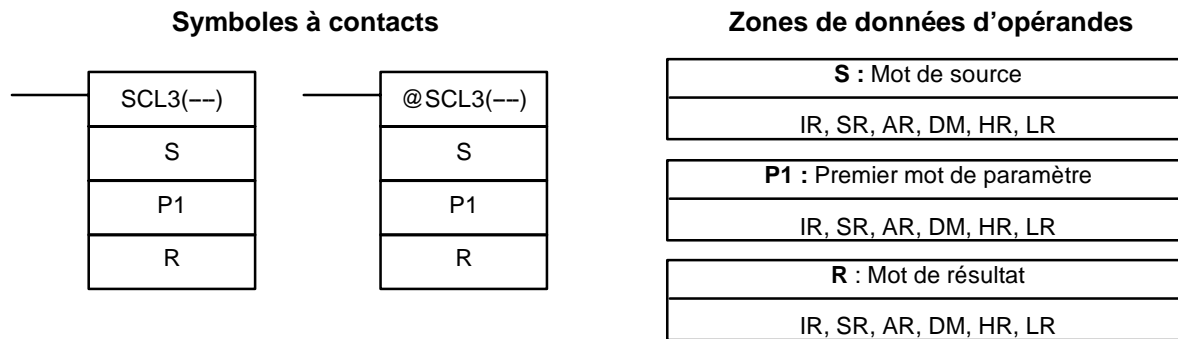 Symboles à contacts
SCL3(---)
S
P1
R
@SCL3(---)
S
P1
R
Zones de données d’opérandes
S : Mot de source
IR, SR, AR, DM, HR, LR
P1 : Premier mot de paramètre
IR, SR, AR, DM, HR, LR
R : Mot de résultat
IR, SR, AR, DM, HR, LR